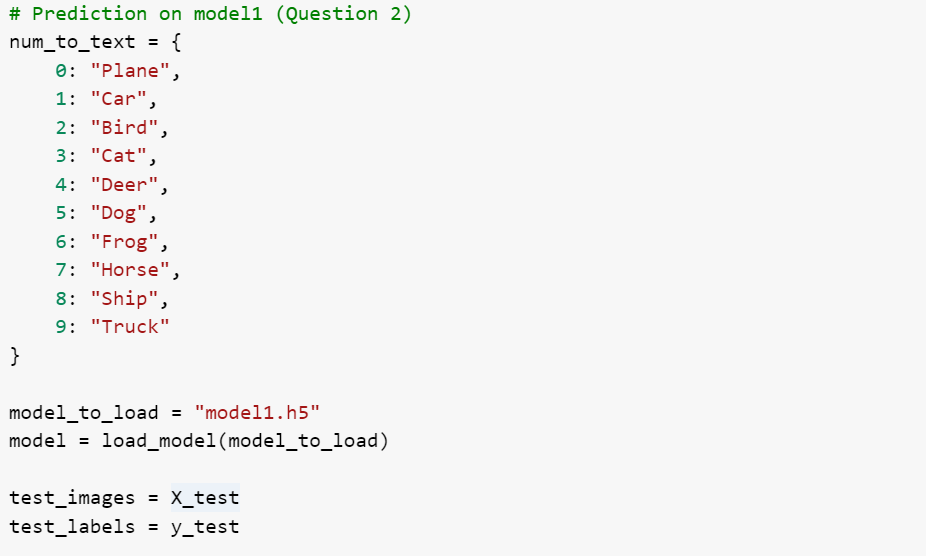 # Prediction on model1 (Question 2)
num_to_text = {
    0: "Plane",
    1: "Car",
    2: "Bird",
    3: "Cat",
    4: "Deer",
    5: "Dog",
    6: "Frog",
    7: "Horse",
    8: "Ship",
    9: "Truck"
}
model_to_load = "model1.h5"
model = load_model(model_to_load)
test_images = X_test
test_labels = y_test